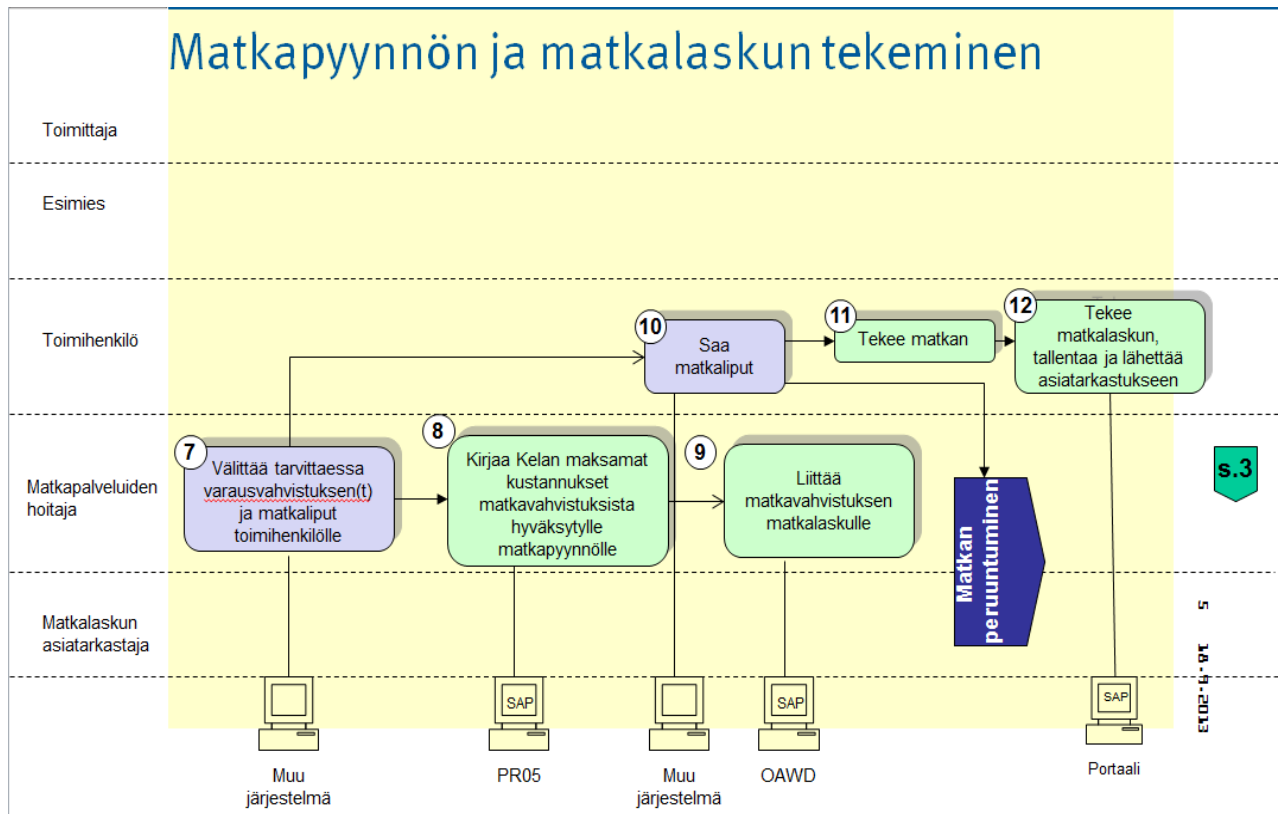 Matkapyynnön ja matkalaskun tekeminen
Toimittaja
Esimies
Toimihenkilö
10
Saa
matkaliput
11
Tekee matkan
12
Tekee
matkalaskun,
tallentaa ja lähettää
asiatarkastukseen
Matkapalveluiden
hoitaja
7
Välittää tarvittaessa
varausvahvistuksen(t)
ja matkaliput
toimihenkilölle
8
Kirjaa Kelan maksamat
kustannukset
matkavahvistuksista
hyväksytylle
matkapyynnölle
9
Liittää
matkavahvistuksen
matkalaskulle
Matkan
peruuntuminen
s.3
Matkalaskun
asiatarkastaja
5 18.9.2013
Muu
järjestelmä
SAP
PR05
Muu
järjestelmä
SAP
OAWD
SAP
Portaali